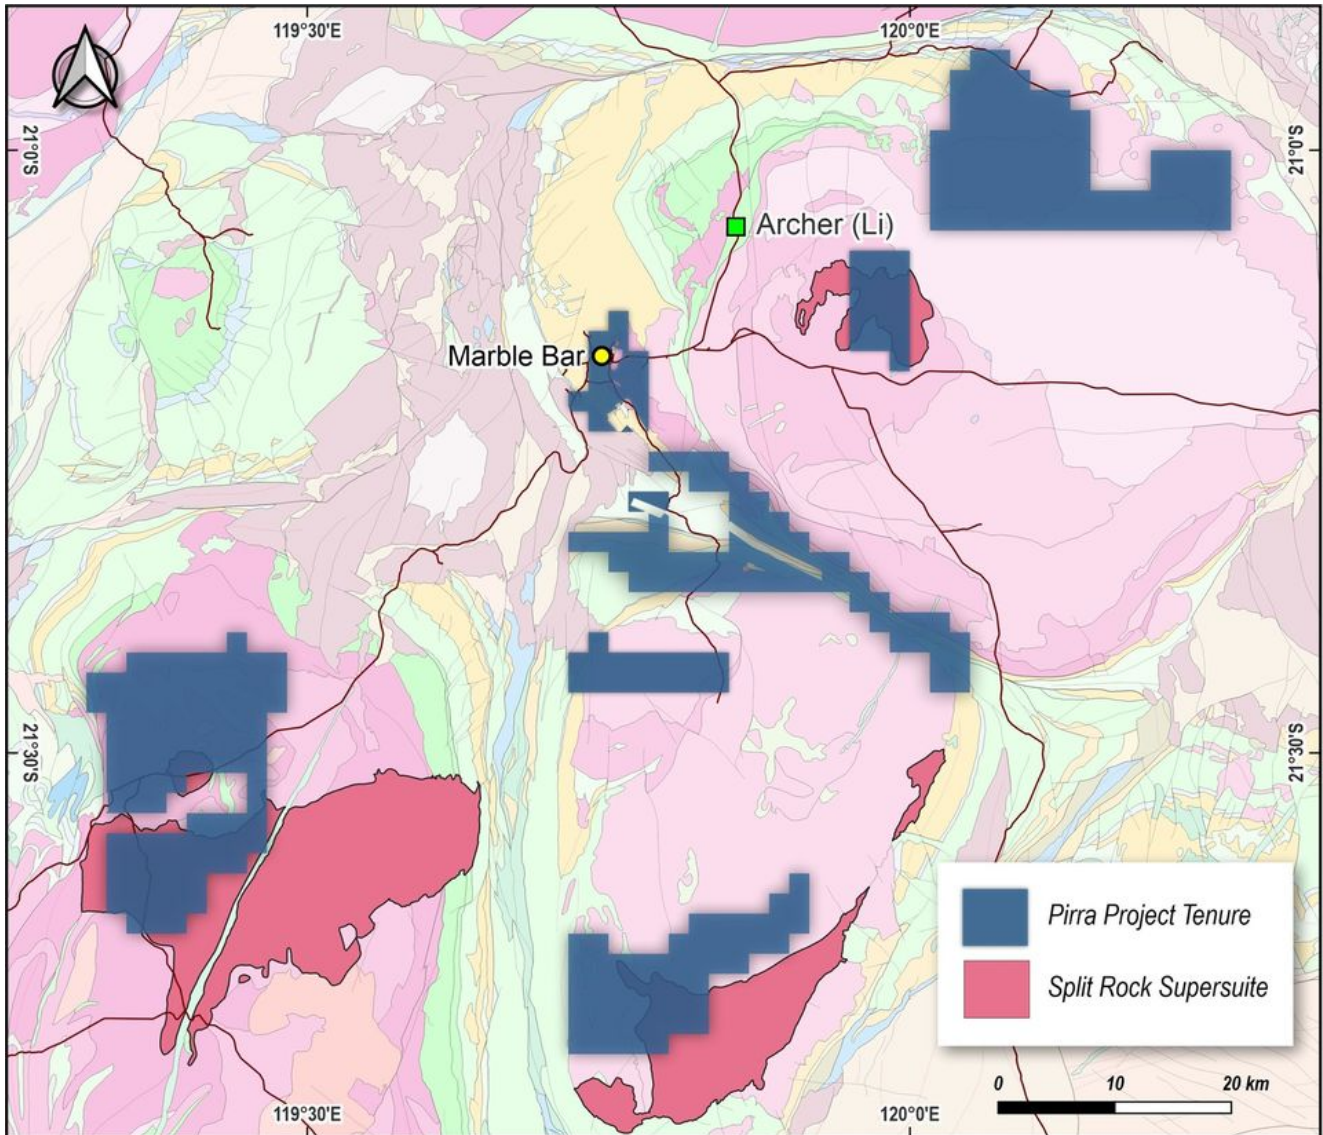 119°30'E
120°0'E
21°0'S
21°0'S
Archer (Li)
Marble Bar
21°30'S
21°30'S
Pirra Project Tenure
Split Rock Supersuite
0 10 20 km
119°30'E
120°0'E